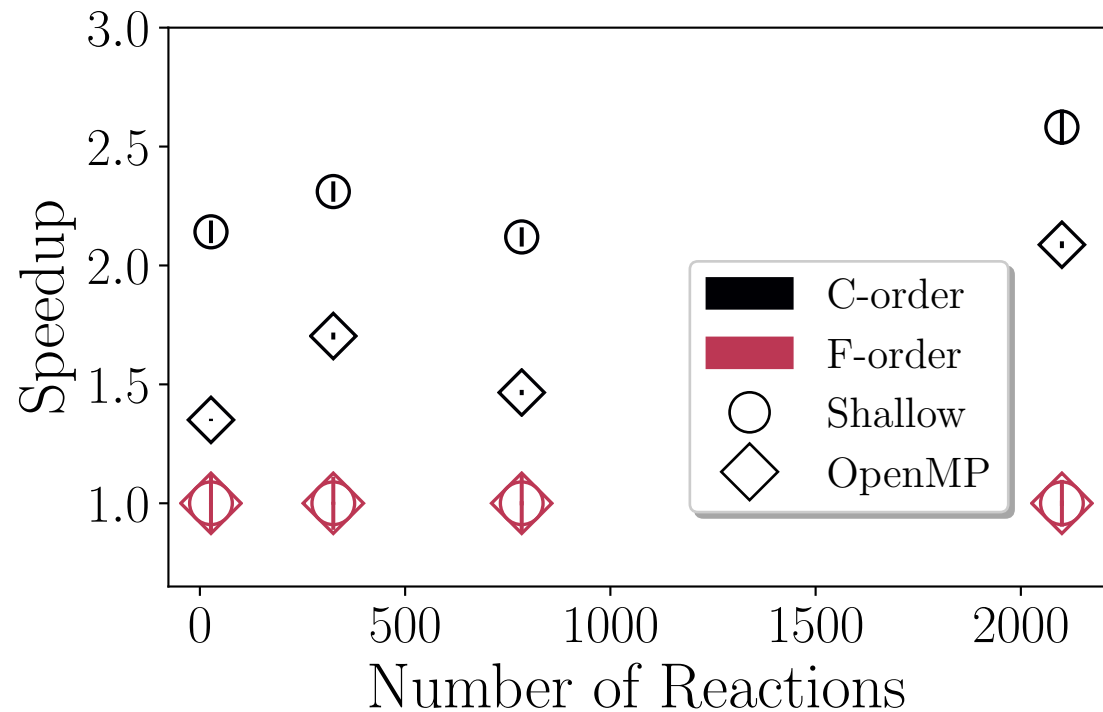 3.0
2.5
2.0
1.5
1.0
Speedup
C-order
F-order
Shallow
OpenMP
0 500 1000 1500 2000
Number of Reactions